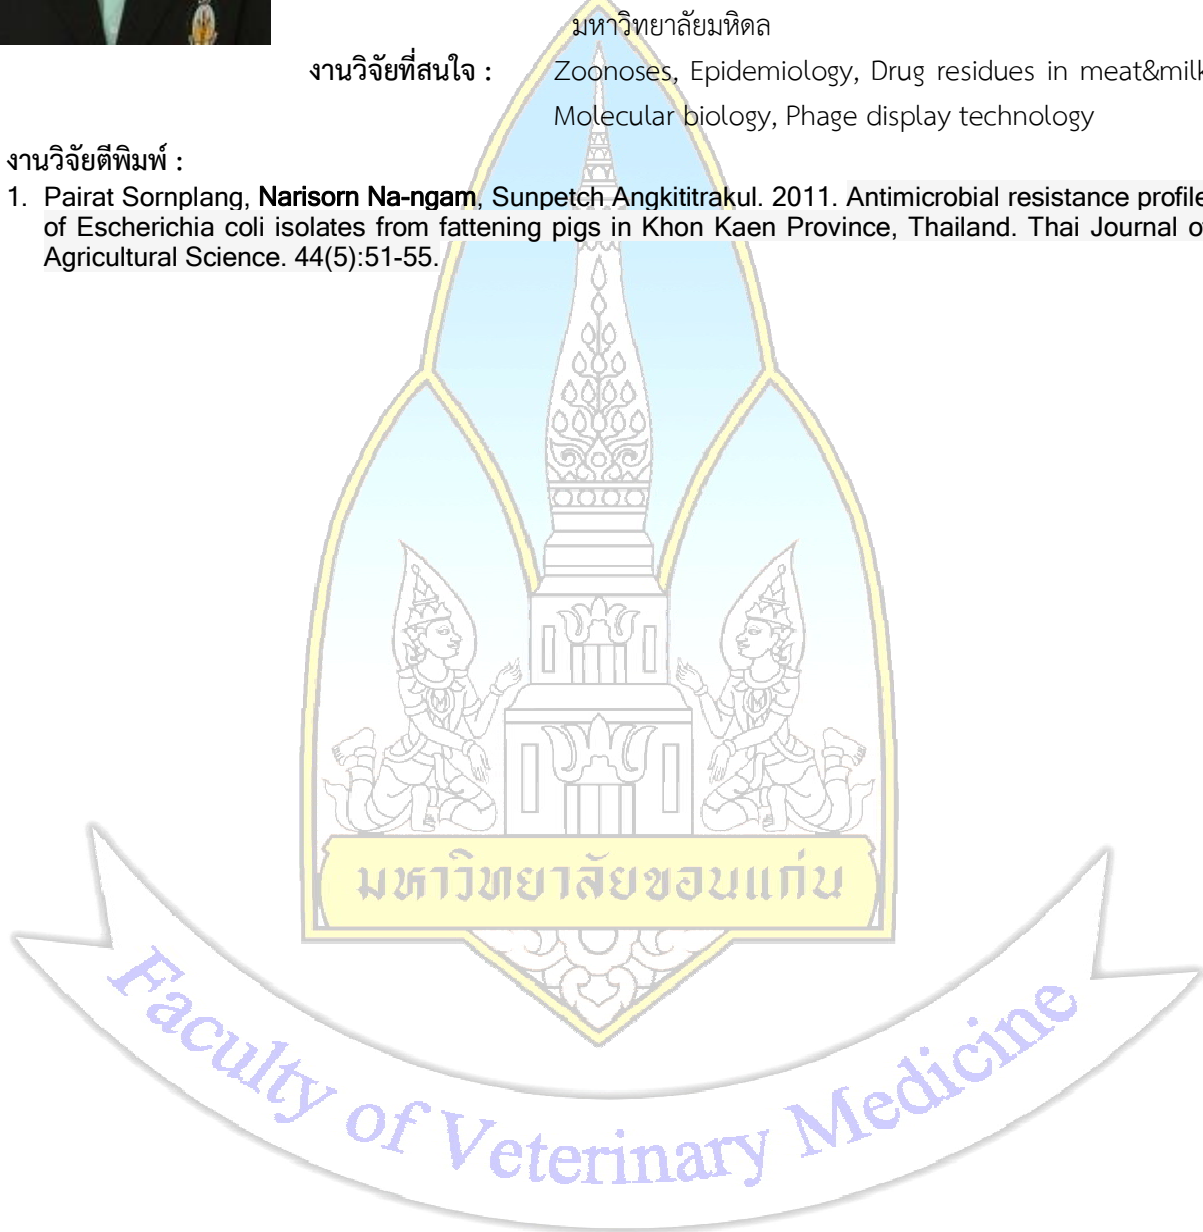 มหาวิทยาลัยมหิดล
งานวิจัยที่สนใจ : Zoonoses, Epidemiology, Drug residues in meat&milk
Molecular biology, Phage display technology
งานวิจัยตีพิมพ์ :
1. Pairat Sornplang, Narisorn Na-ngam, Sunpetch Angkititrakul. 2011. Antimicrobial resistance profile
of Escherichia coli isolates from fattening pigs in Khon Kaen Province, Thailand. Thai Journal of
Agricultural Science. 44(5):51-55.
มหาวิทยาลัยขอนแก่น
Faculty of Veterinary Medicine